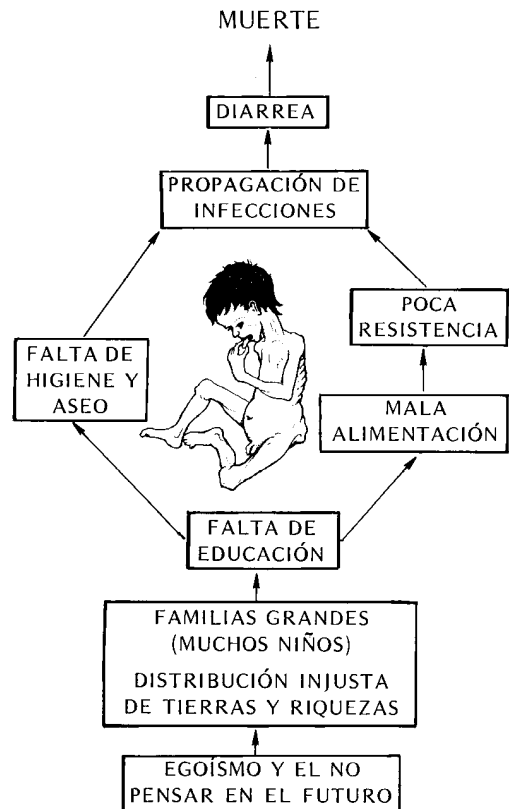 MUERTE
DIARREA
PROPAGACIÓN DE
INFECCIONES
POCA
RESISTENCIA
FALTA DE
HIGIENE Y
ASEO
MALA
ALIMENTACIÓN
FALTA DE
EDUCACIÓN
FAMILIAS GRANDES
(MUCHOS NIÑOS)
DISTRIBUCIÓN INJUSTA
DE TIERRAS Y RIQUEZAS
EGOÍSMO Y EL NO
PENSAR EN EL FUTURO